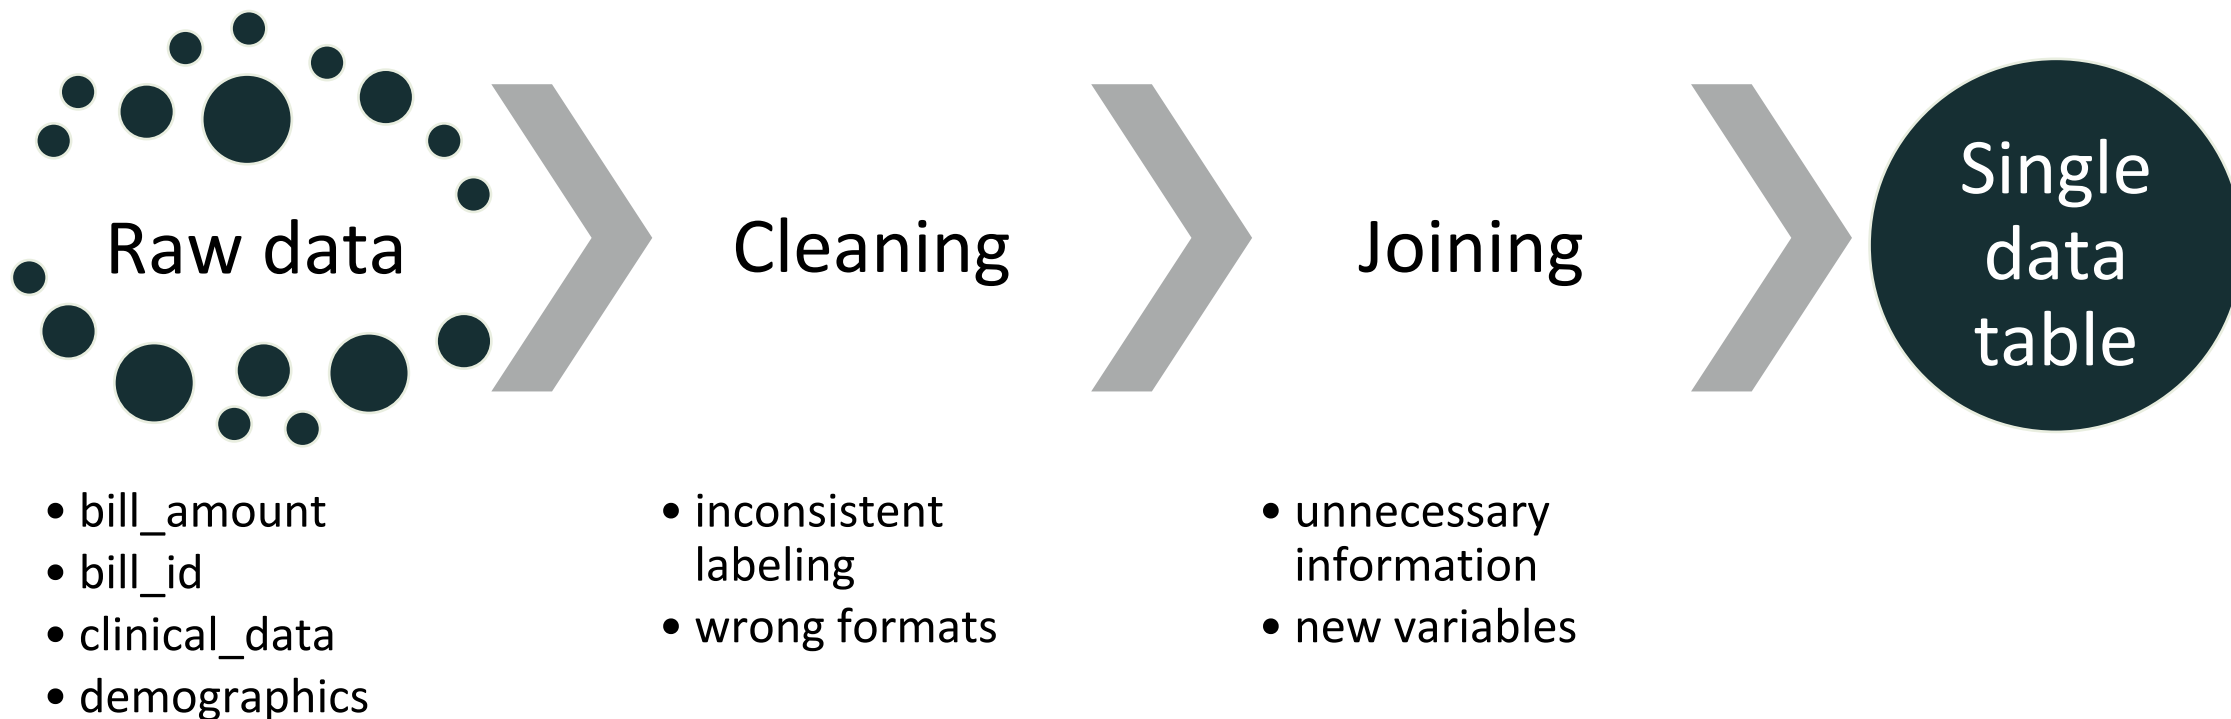 Raw data
Cleaning
Joining
Single
data
table
• bill_amount
• bill_id
• clinical_data
• demographics
• inconsistent
labeling
• wrong formats
• unnecessary
information
• new variables